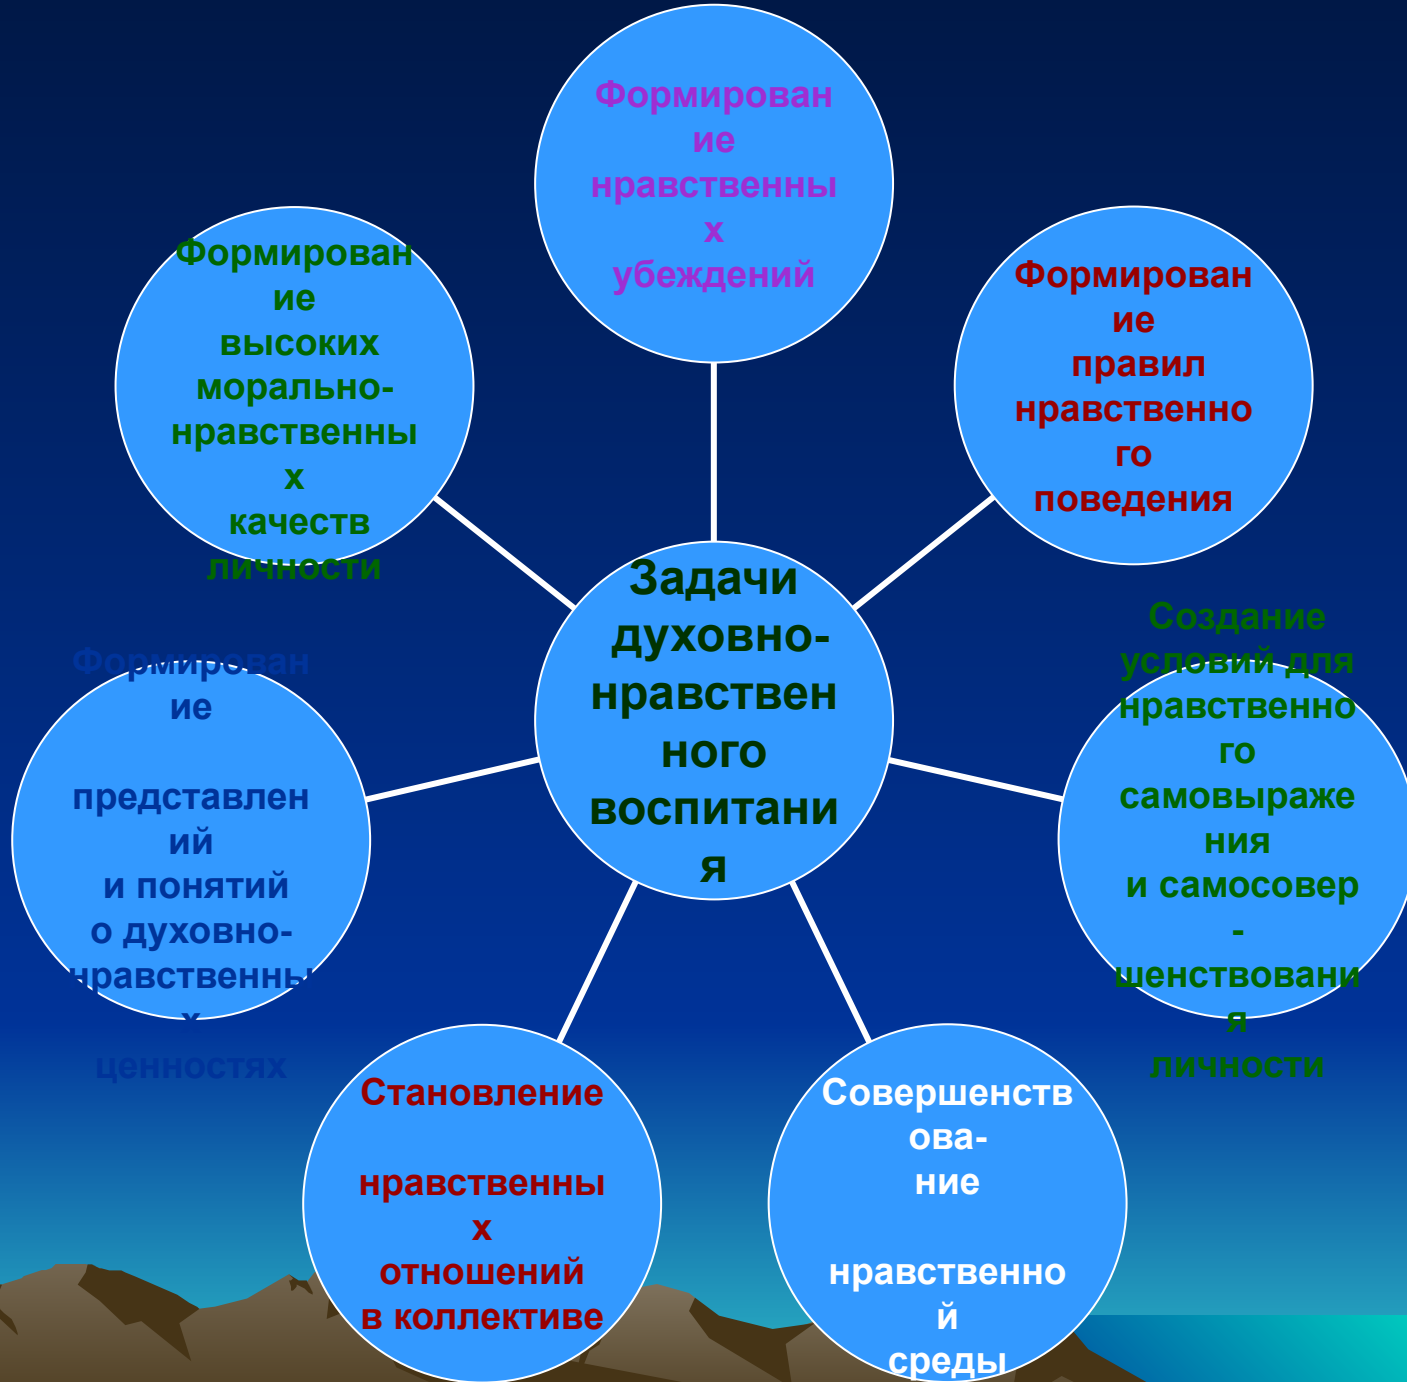 Формирован
ие
нравственны
х
убеждений
Формирован
ие
высоких
морально-
нравственны
х
качеств
личности
Формирован
ие
правил
нравственно
го
поведения
Задачи
духовно-
нравствен
ного
воспитани
я
Формирован
ие
представлен
ий
и понятий
о духовно-
нравственны
х
ценностях
Создание
условий для
нравственно
го
самовыраже
ния
и самосовер
-
шенствовани
я
личности
Становление
нравственны
х
отношений
в коллективе
Совершенств
ова-
ние
нравственно
й
среды